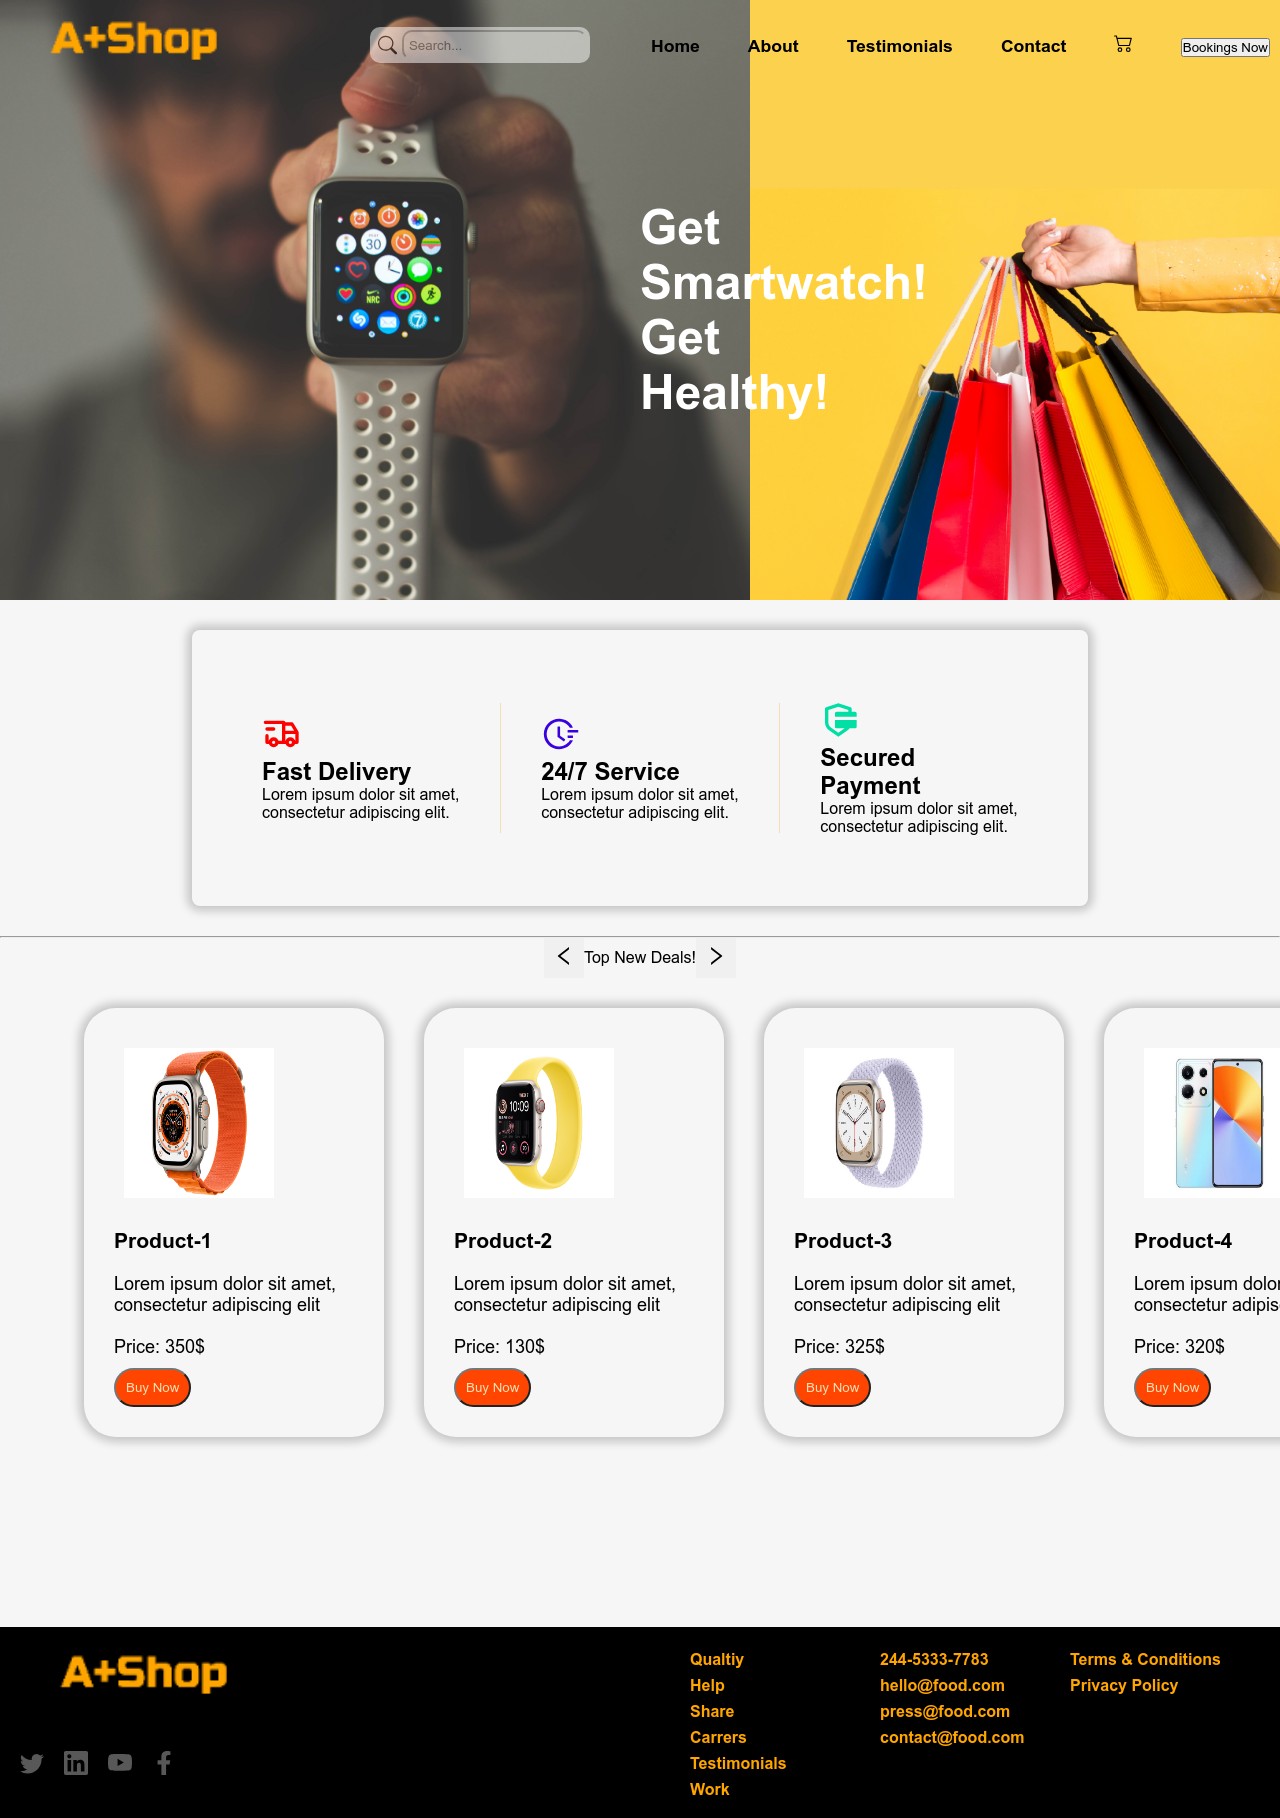 A+Shop
Search...
Home
About
Testimonials
Contact
Bookings Now
30
NRC
7
Get
Smartwatch!
Get
Healthy!
Fast Delivery
Lorem ipsum dolor sit amet,
consectetur adipiscing elit.
24/7 Service
Lorem ipsum dolor sit amet,
consectetur adipiscing elit.
Secured
Payment
Lorem ipsum dolor sit amet,
consectetur adipiscing elit.
Top New Deals!
Product-1
Lorem ipsum dolor sit amet,
consectetur adipiscing elit
Price: 350$
Buy Now
10:09
Product-2
Lorem ipsum dolor sit amet,
consectetur adipiscing elit
Price: 130$
Buy Now
Product-3
Lorem ipsum dolor sit amet,
consectetur adipiscing elit
Price: 325$
Buy Now
Product-4
Lorem ipsum dolor
consectetur adipis
Price: 320$
Buy Now
A+Shop
Qualtiy
Help
Share
Carrers
Testimonials
Work
244-5333-7783
hello@food.com
press@food.com
contact@food.com
Terms & Conditions
Privacy Policy